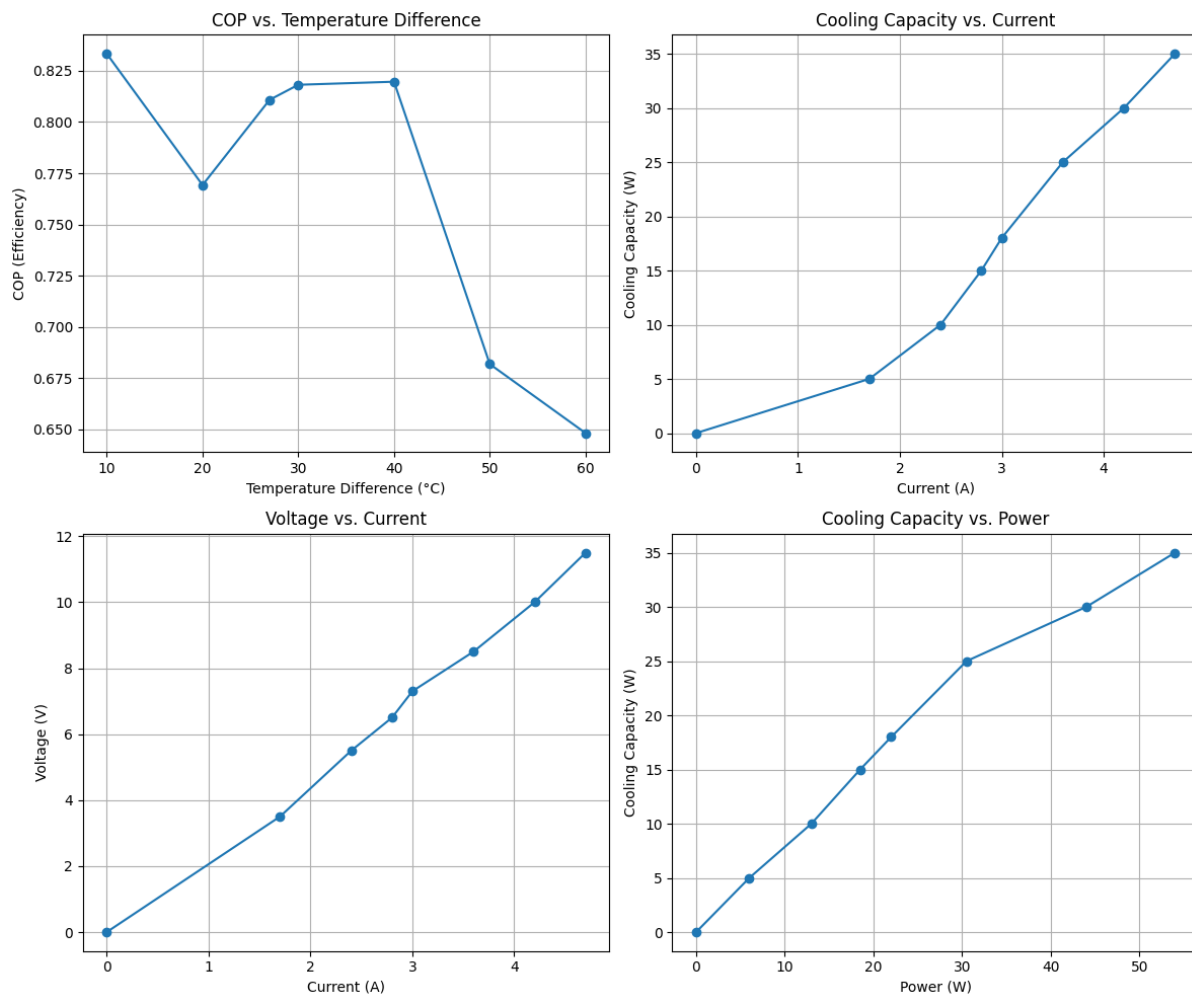 COP vs. Temperature Difference
COP (Efficiency)
0.825
0.800
0.775
0.750
0.725
0.700
0.675
0.650
10 20 30 40 50 60
Temperature Difference (°C)
Cooling Capacity vs. Current
Cooling Capacity (W)
35
30
25
20
15
10
5
0
0 1 2 3 4
Current (A)
Voltage vs. Current
Voltage (V)
12
10
8
6
4
2
0
0 1 2 3 4
Current (A)
Cooling Capacity vs. Power
Cooling Capacity (W)
35
30
25
20
15
10
5
0
0 10 20 30 40 50
Power (W)